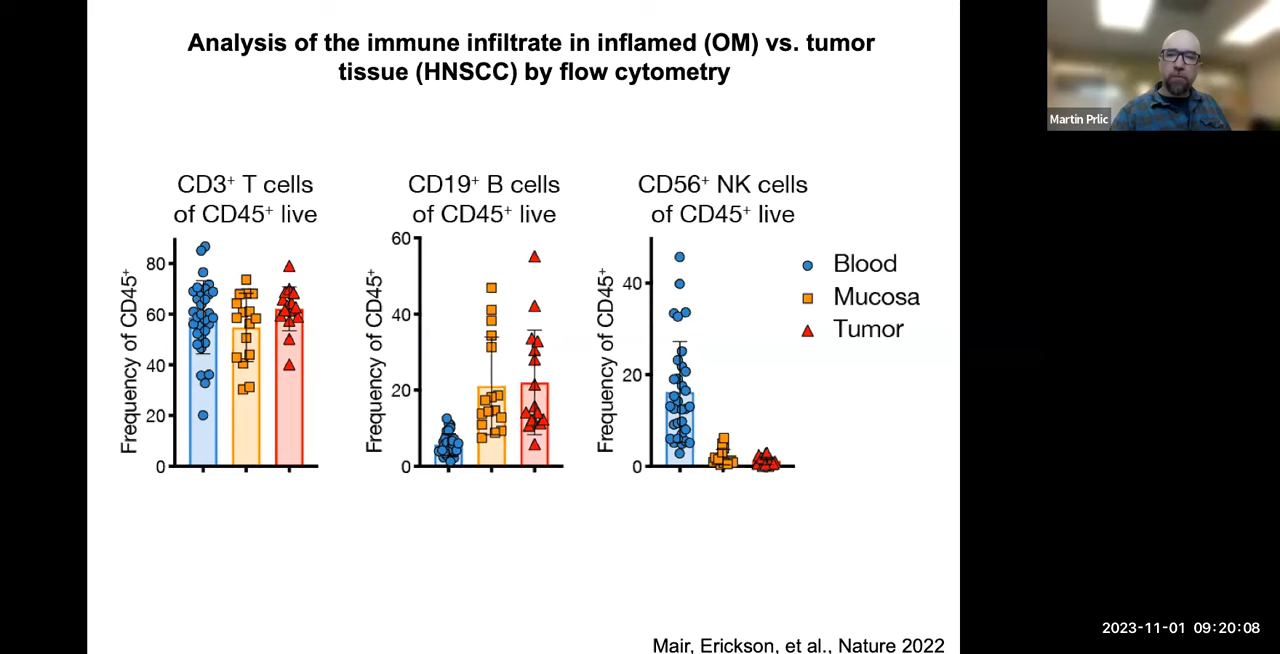 Analysis of the immune infiltrate in inflamed (OM) vs. tumor
tissue (HNSCC) by flow cytometry
Martin Prlic
CD3⁺ T cells
of CD45⁺ live
Frequency of CD45⁺
80
60
40
20
0
CD19⁺ B cells
of CD45⁺ live
Frequency of CD45⁺
60
40
20
0
CD56⁺ NK cells
of CD45⁺ live
Frequency of CD45⁺
40
20
0
Blood
Mucosa
Tumor
2023-11-01 09:20:08
Mair, Erickson, et al., Nature 2022